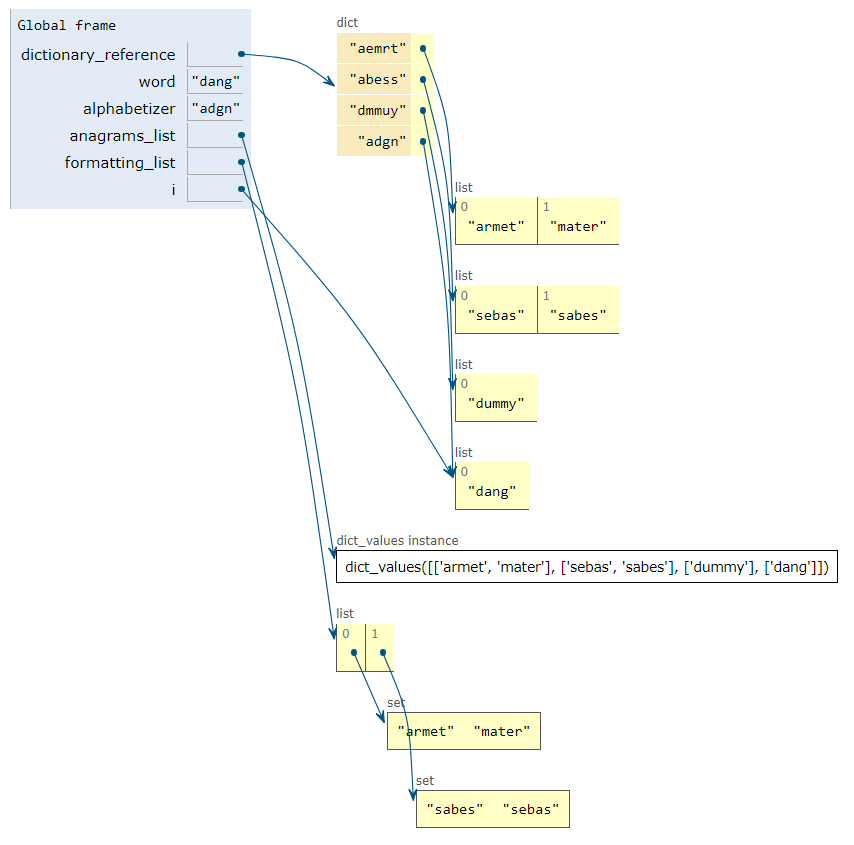 Global frame
dictionary_reference
word "dang"
alphabetizer "adgn"
anagrams_list
formatting_list
i
dict
"aemrt"
"abess"
"dmmuy"
"adgn"
list
0 1
"armet" "mater"
list
0 1
"sebas" "sabes"
list
0
"dummy"
list
0
"dang"
dict_values instance
dict_values([['armet', 'mater'], ['sebas', 'sabes'], ['dummy'], ['dang']])
list
0 1
set
"armet" "mater"
set
"sabes" "sebas"